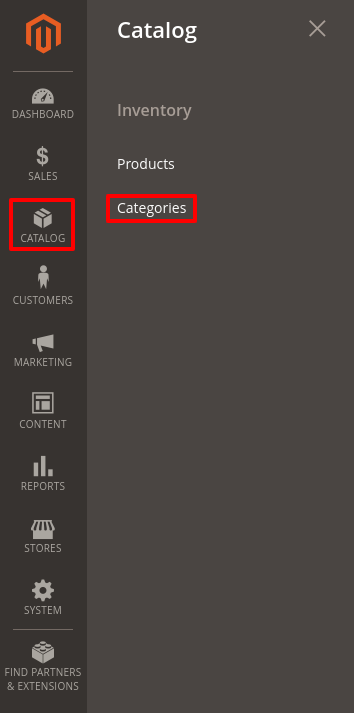 Catalog
Inventory
Products
Categories
DASHBOARD
SALES
CATALOG
CUSTOMERS
MARKETING
CONTENT
REPORTS
STORES
SYSTEM
FIND PARTNERS
& EXTENSIONS